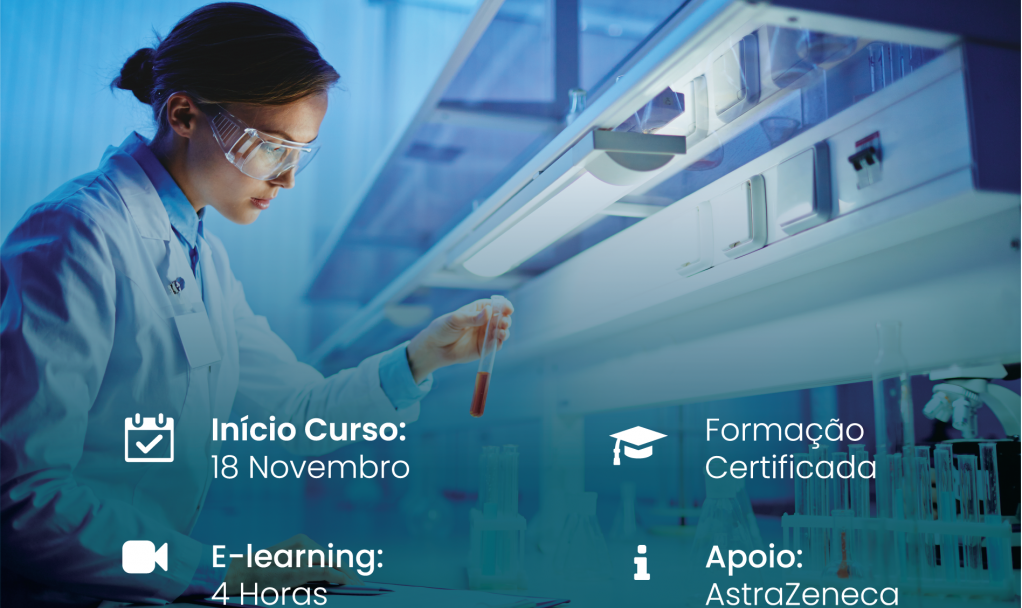 Início Curso:
18 Novembro
Formação
Certificada
E-learning:
4 Horas
Apoio:
AstraZeneca